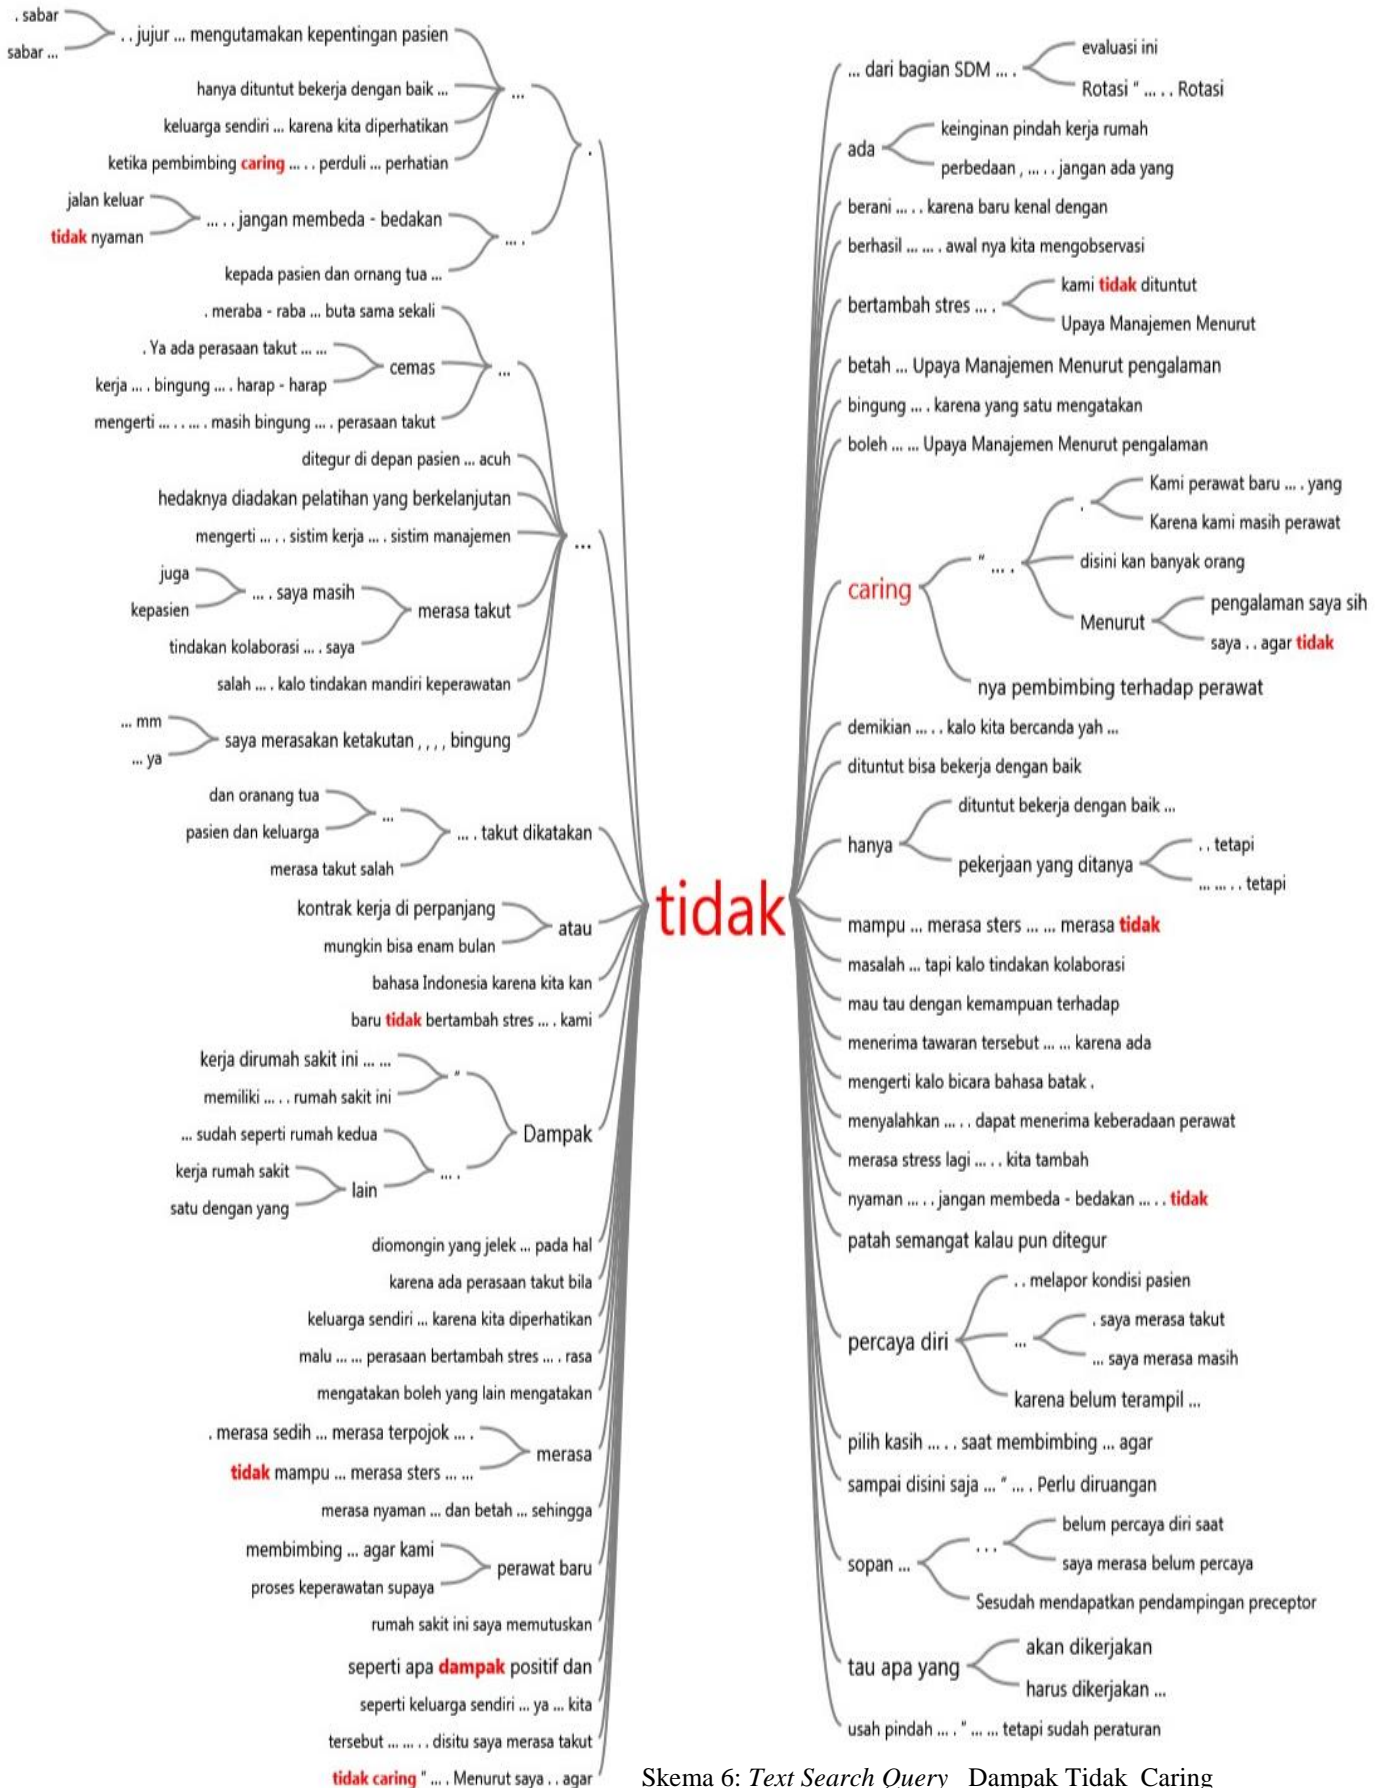 . sabar
sabar ...
. . jujur ... mengutamakan kepentingan pasien
hanya dituntut bekerja dengan baik ...
keluarga sendiri ... karena kita diperhatikan
ketika pembimbing caring ... . . perduli ... perhatian
...
jalan keluar
tidak nyaman
... . . jangan membeda - bedakan
kepada pasien dan ornang tua ...
... .
.
. meraba - raba ... buta sama sekali
. Ya ada perasaan takut ... ...
kerja ... . bingung ... . harap - harap
cemas
mengerti ... . . ... . masih bingung ... . perasaan takut
...
ditegur di depan pasien ... acuh
hedaknya diadakan pelatihan yang berkelanjutan
mengerti ... . . sistim kerja ... . sistim manajemen
juga
kepasien
... . saya masih
tindakan kolaborasi ... . saya
merasa takut
salah ... . kalo tindakan mandiri keperawatan
... mm
... ya
saya merasakan ketakutan , , , , bingung
...
dan oranang tua
pasien dan keluarga
...
merasa takut salah
... . takut dikatakan
kontrak kerja di perpanjang
mungkin bisa enam bulan
atau
bahasa Indonesia karena kita kan
baru tidak bertambah stres ... . kami
kerja dirumah sakit ini ... ...
memiliki ... . . rumah sakit ini
"
... sudah seperti rumah kedua
kerja rumah sakit
satu dengan yang
lain
... .
Dampak
diomongin yang jelek ... pada hal
karena ada perasaan takut bila
keluarga sendiri ... karena kita diperhatikan
malu ... ... perasaan bertambah stres ... . rasa
mengatakan boleh yang lain mengatakan
. merasa sedih ... merasa terpojok ... .
tidak mampu ... merasa sters ... ...
merasa
merasa nyaman ... dan betah ... sehingga
membimbing ... agar kami
proses keperawatan supaya
perawat baru
rumah sakit ini saya memutuskan
seperti apa dampak positif dan
seperti keluarga sendiri ... ya ... kita
tersebut ... ... . . disitu saya merasa takut
tidak caring " ... . Menurut saya . . agar
tidak
... dari bagian SDM ... .
evaluasi ini
Rotasi " ... . . Rotasi
ada
keinginan pindah kerja rumah
perbedaan , ... . . jangan ada yang
berani ... . . karena baru kenal dengan
berhasil ... ... . awal nya kita mengobservasi
bertambah stres ... .
kami tidak dituntut
Upaya Manajemen Menurut
betah ... Upaya Manajemen Menurut pengalaman
bingung ... . karena yang satu mengatakan
boleh ... ... Upaya Manajemen Menurut pengalaman
caring
" ... .
.
Kami perawat baru ... . yang
Karena kami masih perawat
disini kan banyak orang
Menurut
pengalaman saya sih
saya . . agar tidak
nya pembimbing terhadap perawat
demikian ... . . kalo kita bercanda yah ...
dituntut bisa bekerja dengan baik
hanya
dituntut bekerja dengan baik ...
pekerjaan yang ditanya
. . tetapi
... ... . . tetapi
mampu ... merasa sters ... ... merasa tidak
masalah ... tapi kalo tindakan kolaborasi
mau tau dengan kemampuan terhadap
menerima tawaran tersebut ... ... karena ada
mengerti kalo bicara bahasa batak .
menyalahkan ... . . dapat menerima keberadaan perawat
merasa stress lagi ... . . kita tambah
nyaman ... . . jangan membeda - bedakan ... . . tidak
patah semangat kalau pun ditegur
percaya diri
. . melapor kondisi pasien
...
. saya merasa takut
... saya merasa masih
karena belum terampil ...
pilih kasih ... . . saat membimbing ... agar
sampai disini saja ... " ... . Perlu diruangan
sopan ...
. . .
belum percaya diri saat
saya merasa belum percaya
Sesudah mendapatkan pendampingan preceptor
tau apa yang
akan dikerjakan
harus dikerjakan ...
usah pindah ... . " ... ... tetapi sudah peraturan
Skema 6: Text Search Query Dampak Tidak Caring